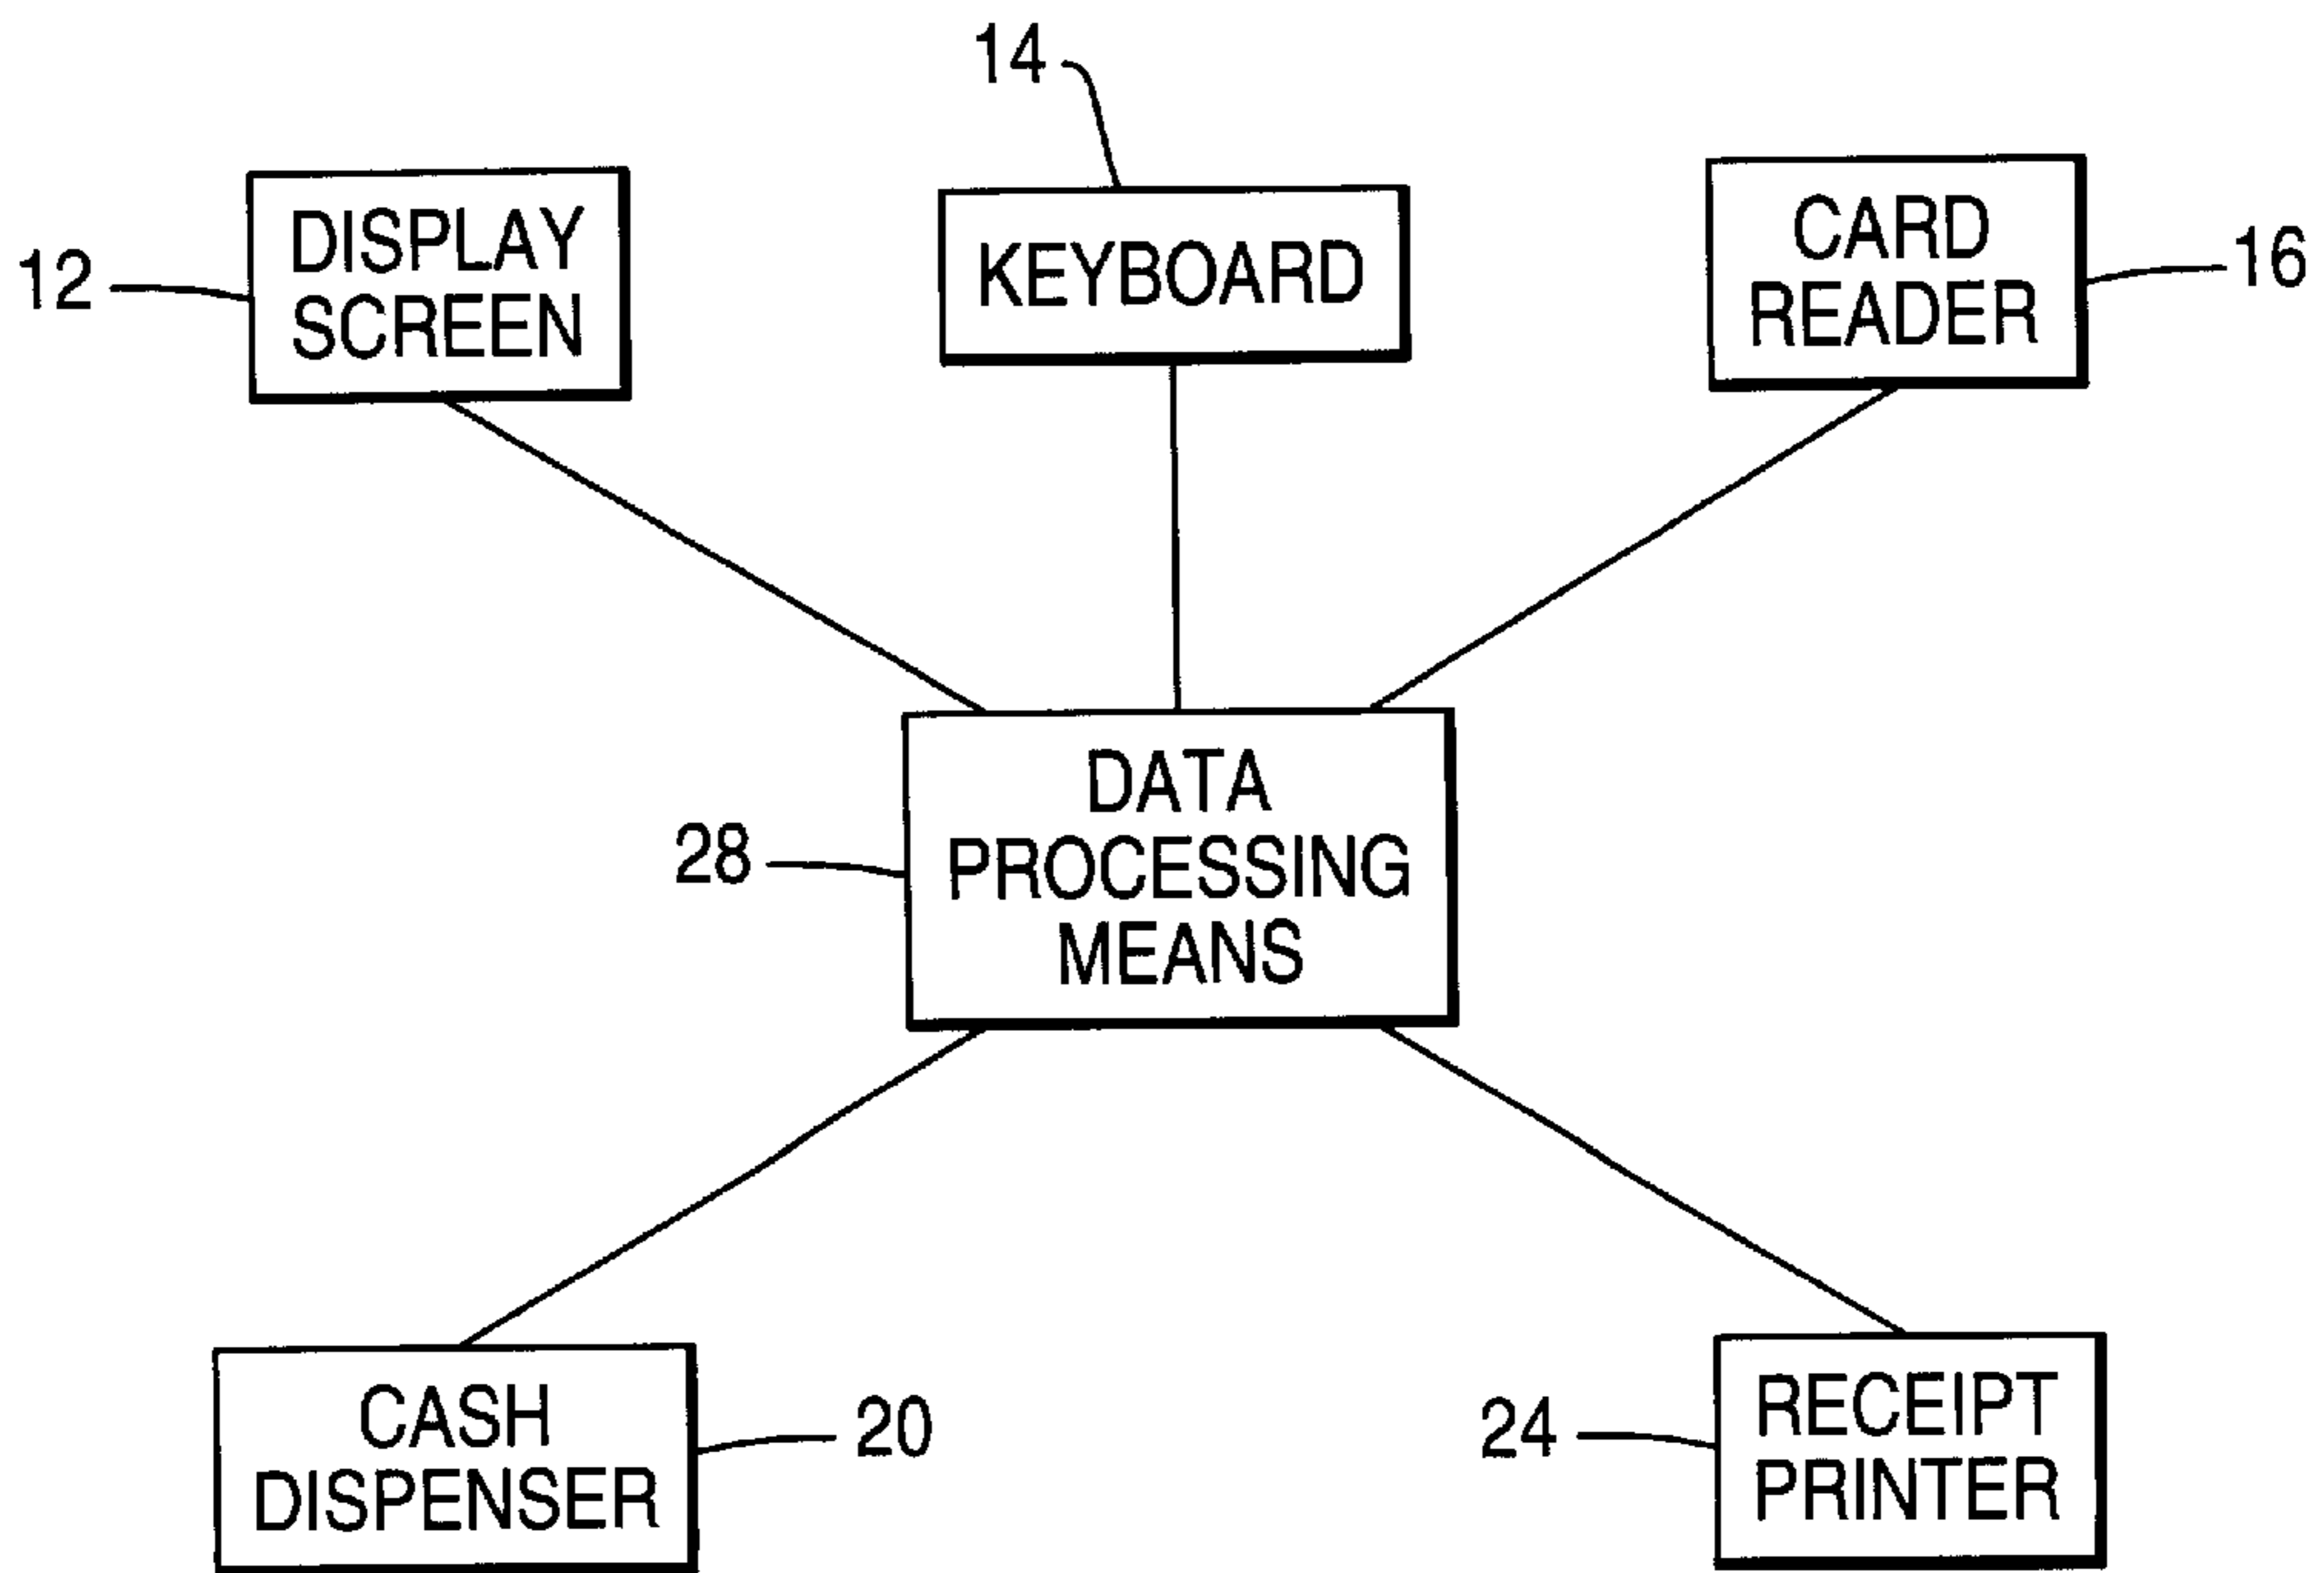 14
DISPLAY
SCREEN
12
KEYBOARD
CARD
READER
16
DATA
PROCESSING
MEANS
28
CASH
DISPENSER
20
24
RECEIPT
PRINTER